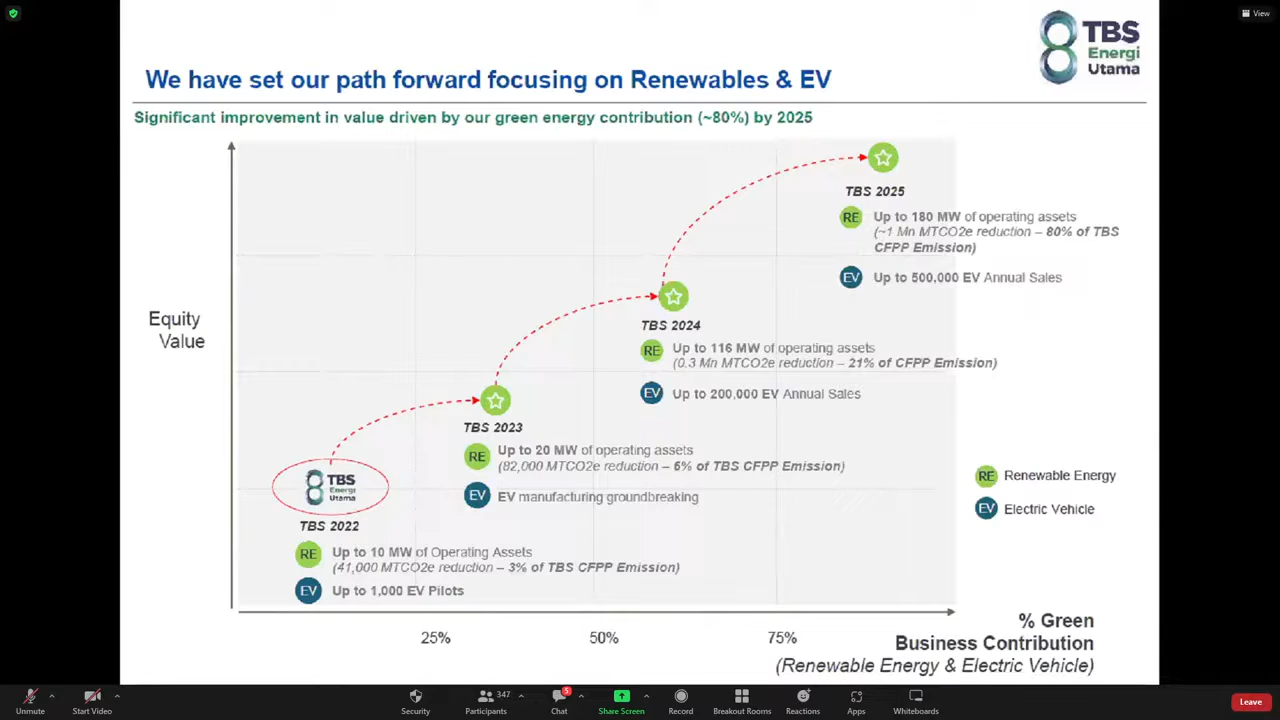 View
TBS
Energi
Utama
We have set our path forward focusing on Renewables & EV
Significant improvement in value driven by our green energy contribution (~80%) by 2025
TBS 2025
RE Up to 180 MW of operating assets
(~1 Mn MTCO2e reduction – 80% of TBS
CFPP Emission)
EV Up to 500,000 EV Annual Sales
Equity
Value
TBS 2024
RE Up to 116 MW of operating assets
(0.3 Mn MTCO2e reduction – 21% of CFPP Emission)
EV Up to 200,000 EV Annual Sales
TBS 2023
RE Up to 20 MW of operating assets
(82,000 MTCO2e reduction – 6% of TBS CFPP Emission)
EV EV manufacturing groundbreaking
TBS
Energi
Utama
TBS 2022
RE Up to 10 MW of Operating Assets
(41,000 MTCO2e reduction – 3% of TBS CFPP Emission)
EV Up to 1,000 EV Pilots
RE Renewable Energy
EV Electric Vehicle
25% 50% 75%
% Green
Business Contribution
(Renewable Energy & Electric Vehicle)
Unmute Start Video Security Participants 347 Chat 5 Share Screen Record Breakout Rooms Reactions Apps Whiteboards Leave